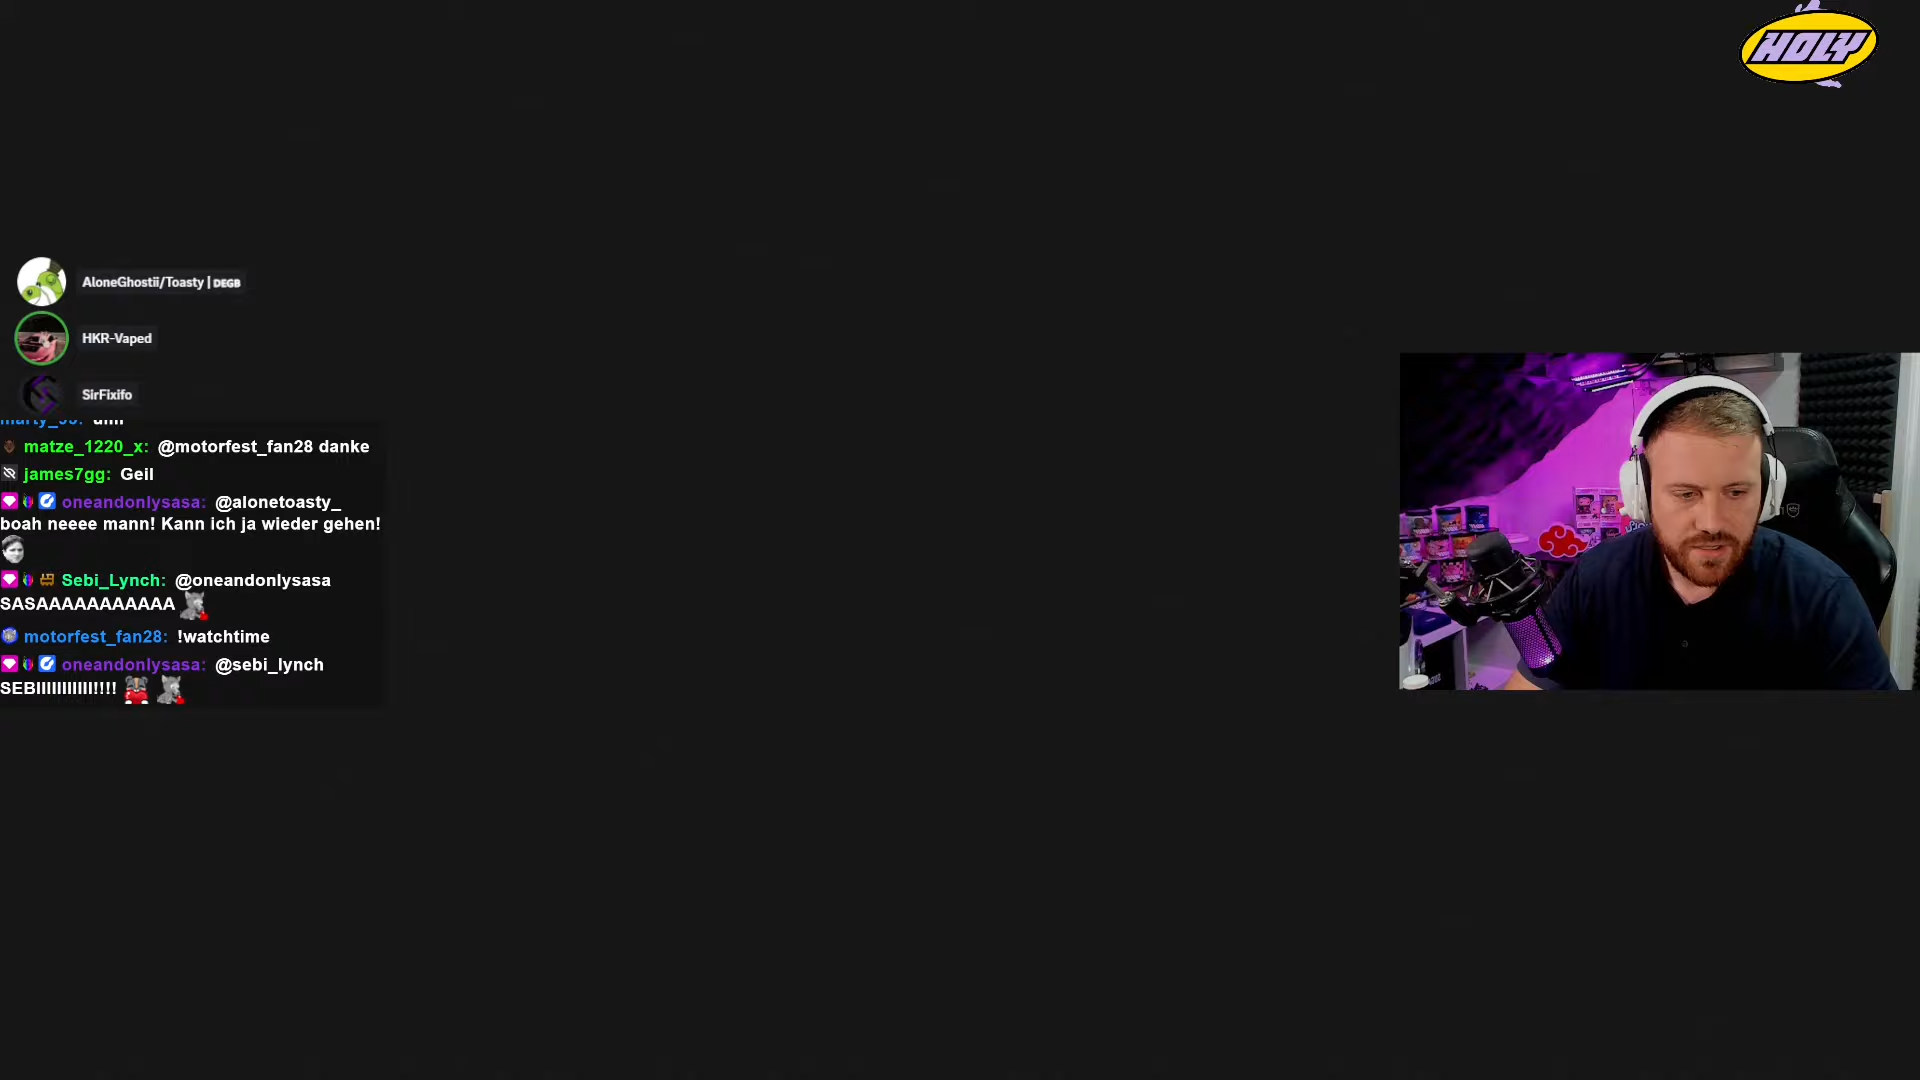 HOLY
AloneGhostii/Toasty | DEGB
HKR-Vaped
SirFixifo
matze_1220_x: @motorfest_fan28 danke
james7gg: Geil
oneandonlysasa: @alonetoasty_
boah neeee mann! Kann ich ja wieder gehen!
Sebi_Lynch: @oneandonlysasa
SASAAAAAAAAAAA
motorfest_fan28: !watchtime
oneandonlysasa: @sebi_lynch
SEBIIIIIIIIIII!!!!